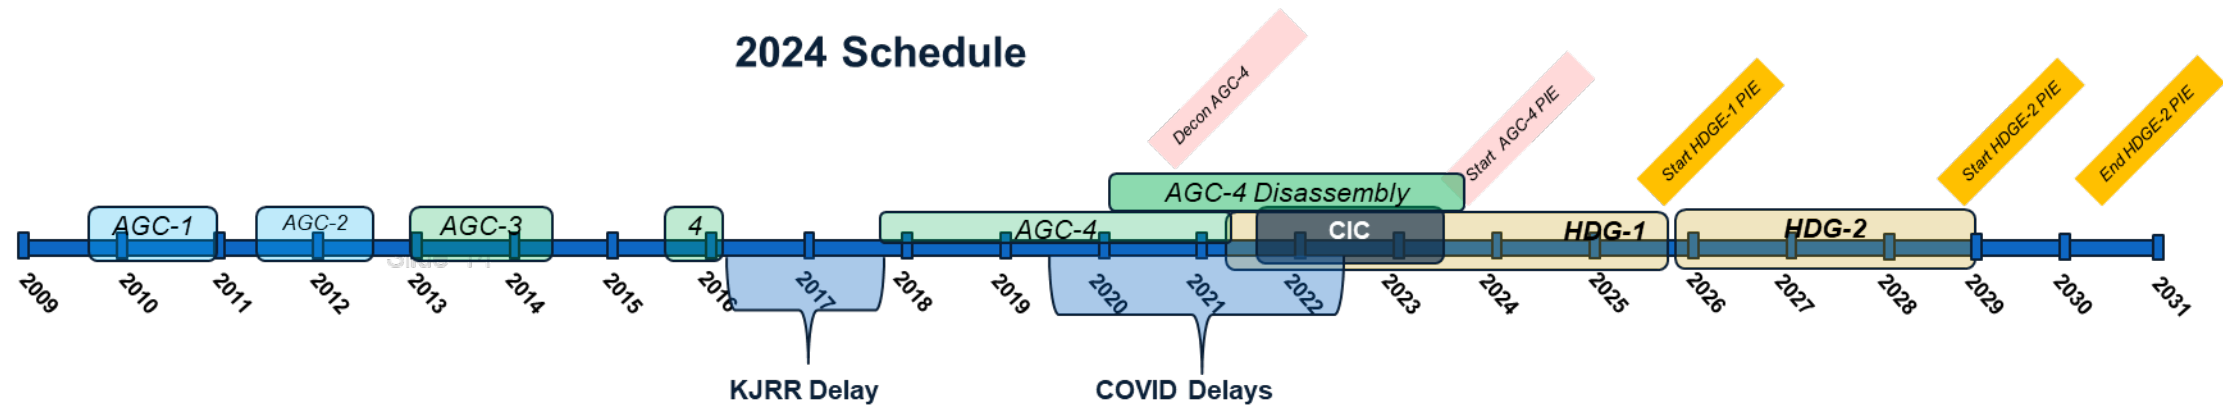 2024 Schedule
Decon AGC-4
Start AGC-4 PIE
Start HDGE-1 PIE
Start HDGE-2 PIE
End HDGE-2 PIE
AGC-4 Disassembly
AGC-1
AGC-2
AGC-3
4
AGC-4
CIC
HDG-1
HDG-2
2009
2010
2011
2012
2013
2014
2015
2016
2017
2018
2019
2020
2021
2022
2023
2024
2025
2026
2027
2028
2029
2030
2031
KJRR Delay
COVID Delays